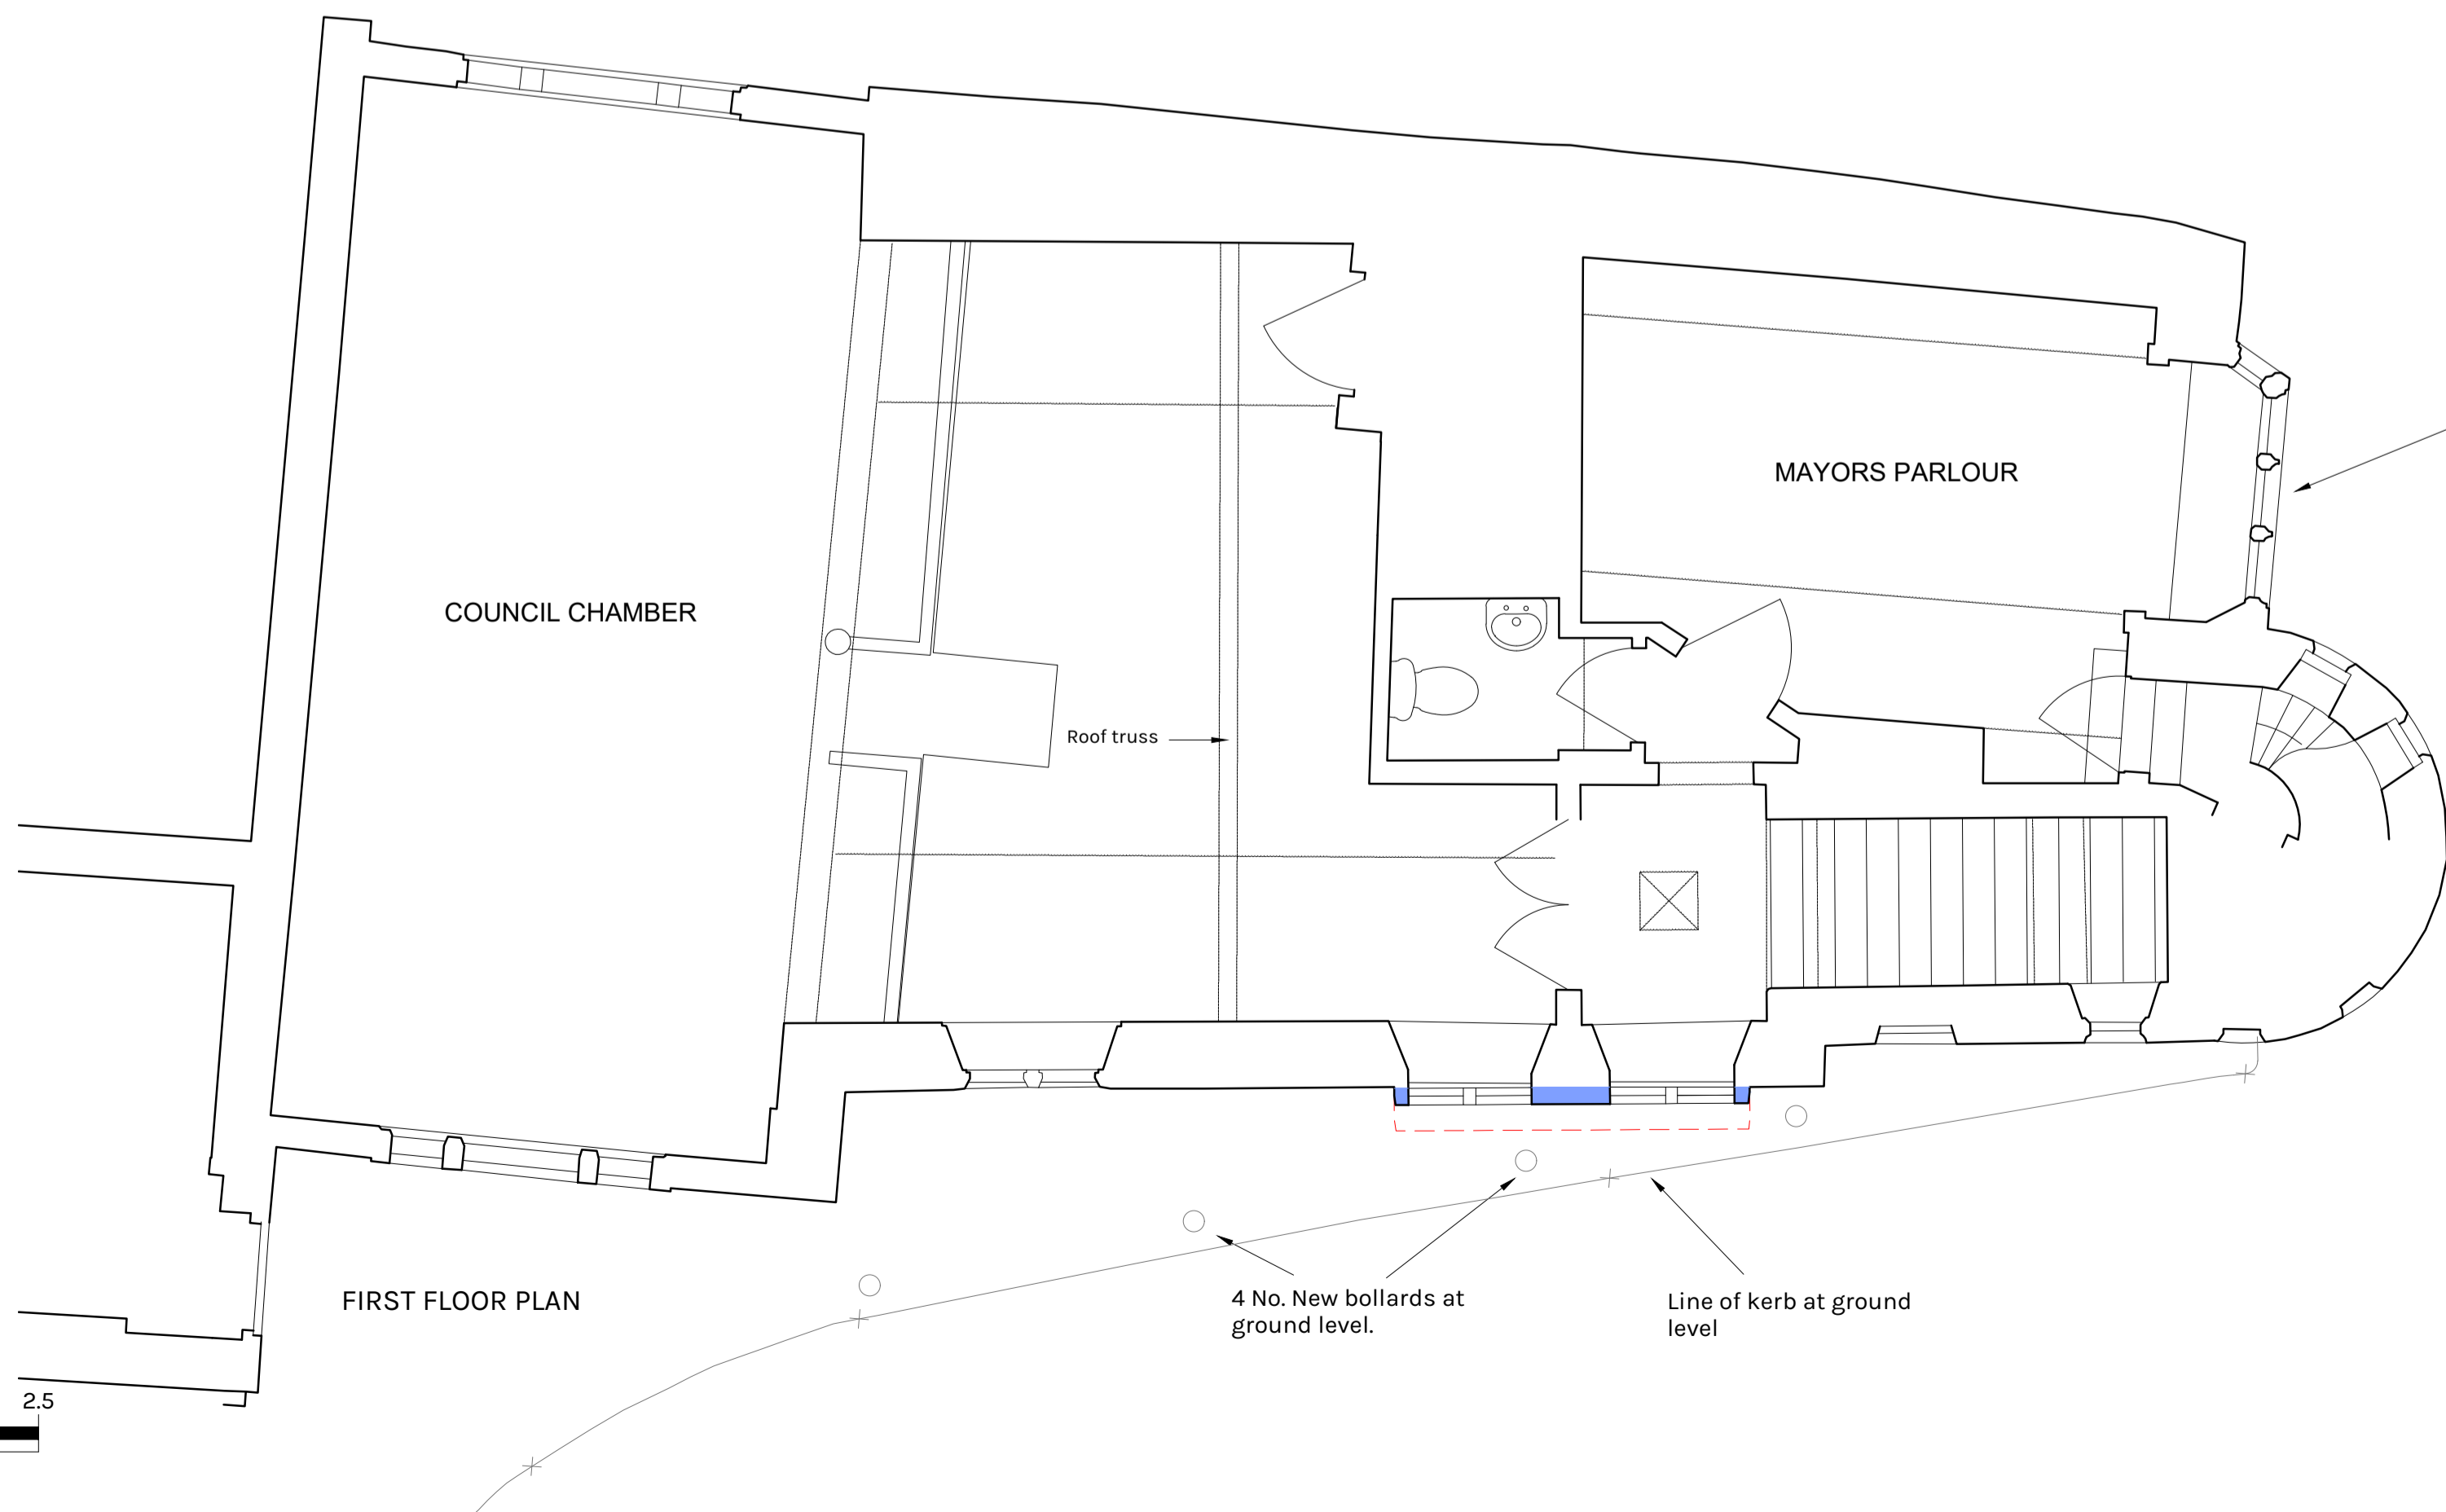 MAYORS PARLOUR
COUNCIL CHAMBER
Roof truss
FIRST FLOOR PLAN
4 No. New bollards at
ground level.
Line of kerb at ground
level
2.5